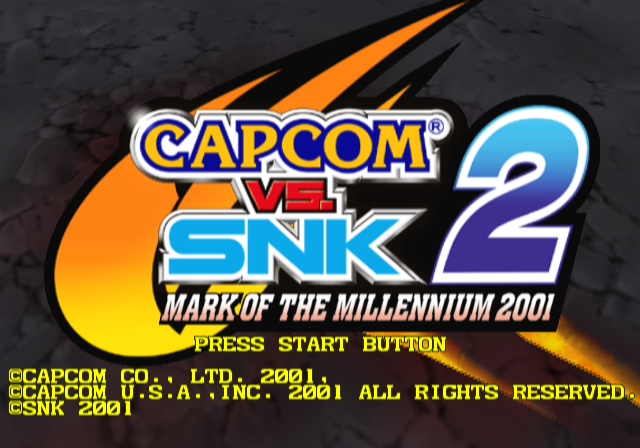 CAPCOM®
VS.
SNK 2
MARK OF THE MILLENNIUM 2001
PRESS START BUTTON
©CAPCOM CO., LTD. 2001,
©CAPCOM U.S.A.,INC. 2001 ALL RIGHTS RESERVED.
©SNK 2001